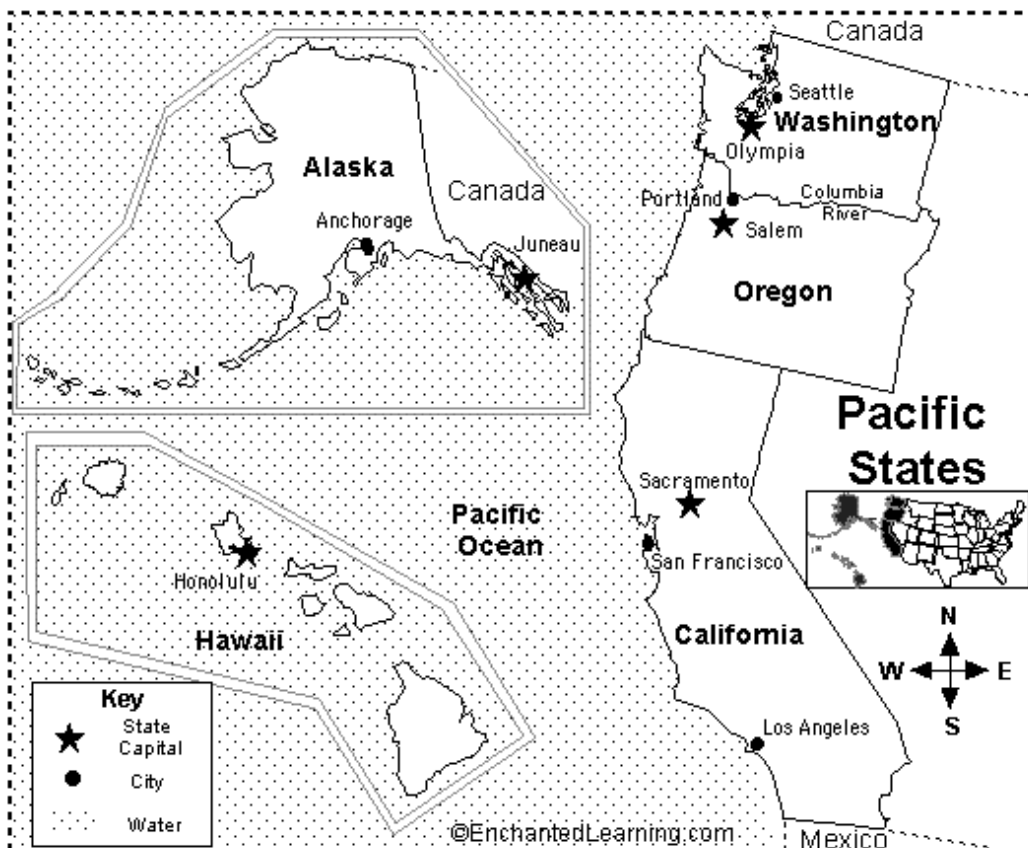 Canada
Seattle
Washington
Olympia
Alaska
Canada
Portland
Columbia
River
Anchorage
Juneau
Salem
Oregon
Pacific
States
Sacramento
Pacific
Ocean
San Francisco
Honolulu
Hawaii
California
N
W
E
S
Key
State
Capital
City
Water
Los Angeles
©EnchantedLearning.com
Mexico